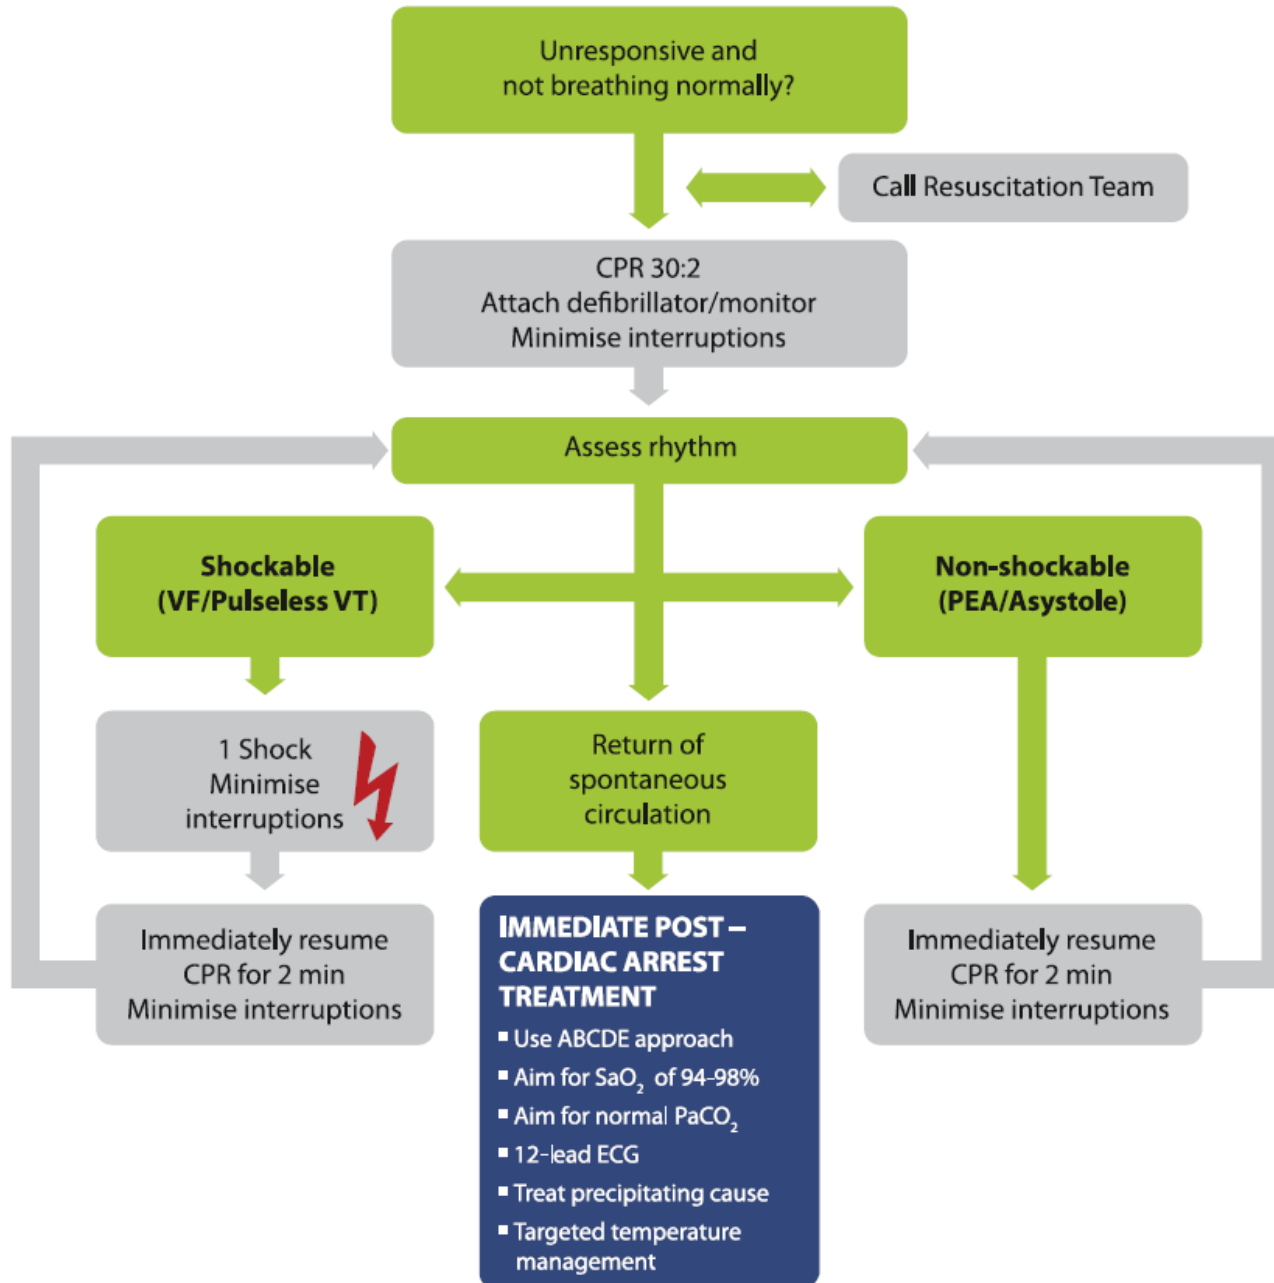 Unresponsive and
not breathing normally?
Call Resuscitation Team
CPR 30:2
Attach defibrillator/monitor
Minimise interruptions
Assess rhythm
Shockable
(VF/Pulseless VT)
Non-shockable
(PEA/Asystole)
1 Shock
Minimise
interruptions
Return of
spontaneous
circulation
Immediately resume
CPR for 2 min
Minimise interruptions
IMMEDIATE POST –
CARDIAC ARREST
TREATMENT
▪ Use ABCDE approach
▪ Aim for SaO₂ of 94-98%
▪ Aim for normal PaCO₂
▪ 12-lead ECG
▪ Treat precipitating cause
▪ Targeted temperature
management
Immediately resume
CPR for 2 min
Minimise interruptions